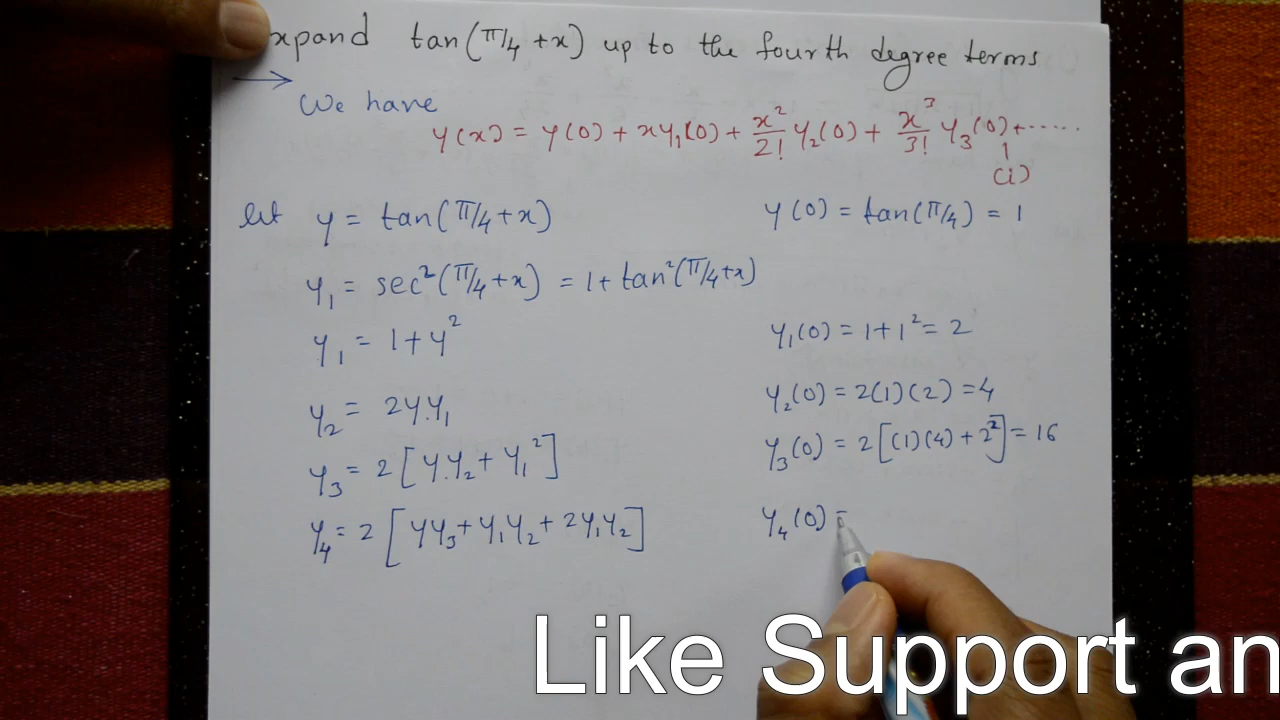 xpand tan(π/4 + x) up to the fourth degree terms
We have
y(x) = y(0) + xy₁(0) + x²/2! y₂(0) + x³/3! y₃(0) + ......
(i)
let y = tan(π/4 + x) y(0) = tan(π/4) = 1
y₁ = sec²(π/4 + x) = 1 + tan²(π/4 + x)
y₁ = 1 + y² y₁(0) = 1 + 1² = 2
y₂ = 2y.y₁ y₂(0) = 2(1)(2) = 4
y₃ = 2[y.y₂ + y₁²] y₃(0) = 2[(1)(4) + 2²] = 16
y₄ = 2[yy₃ + y₁y₂ + 2y₁y₂] y₄(0) =
Like Support an